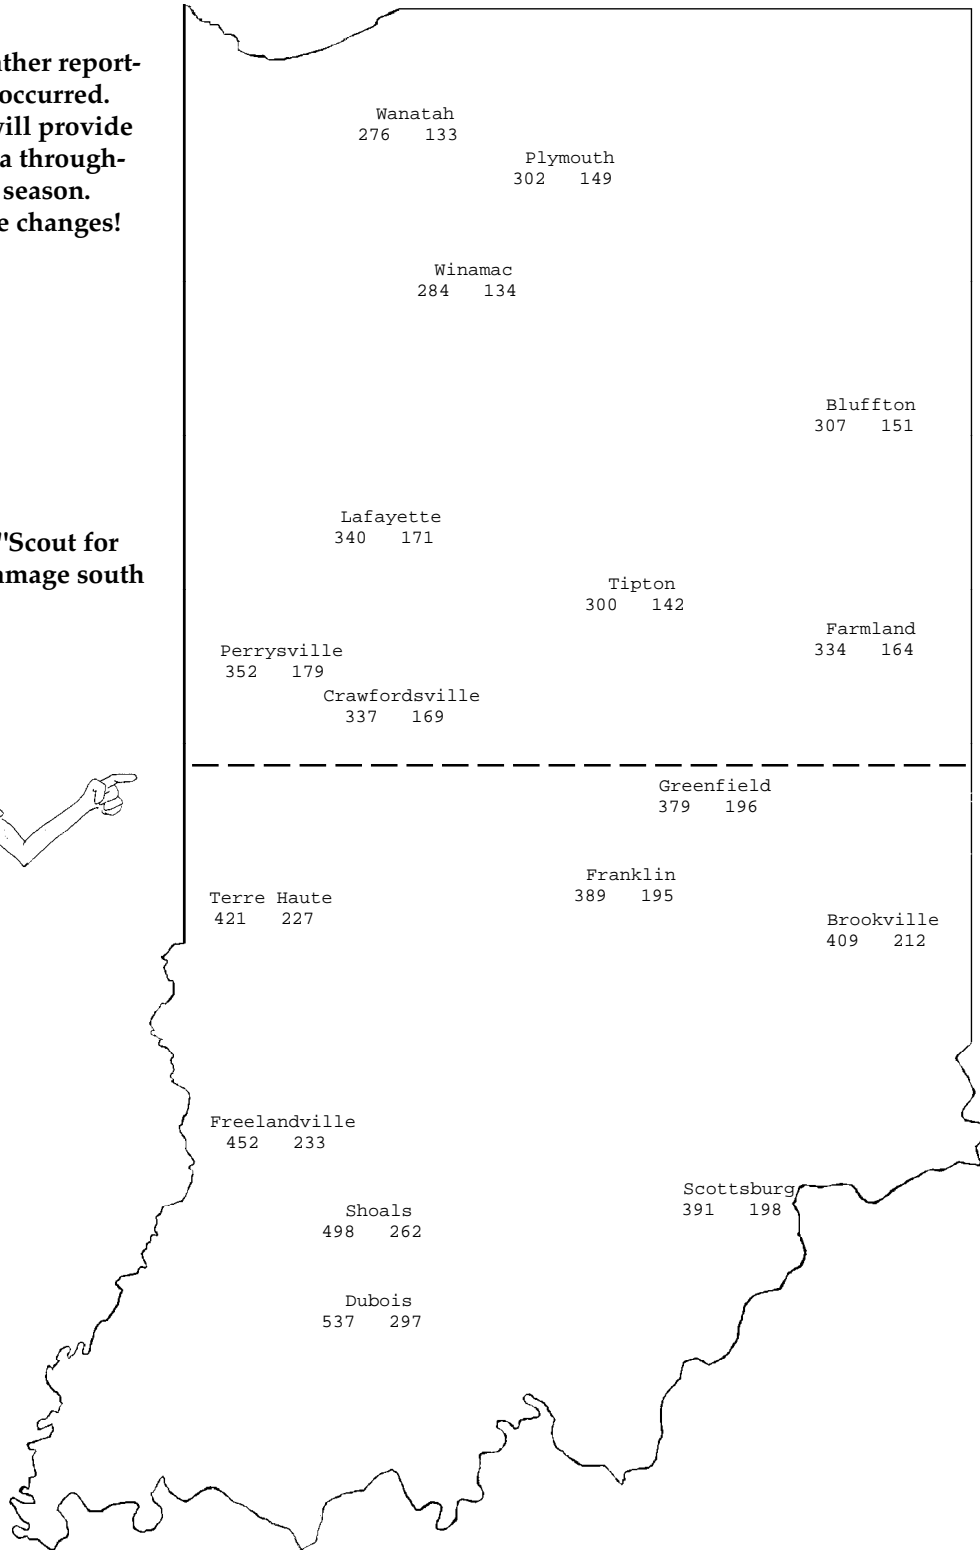 ther report-
occurred.
will provide
a through-
season.
e changes!
"Scout for
amage south
Wanatah
276 133
Plymouth
302 149
Winamac
284 134
Bluffton
307 151
Lafayette
340 171
Tipton
300 142
Farmland
334 164
Perrysville
352 179
Crawfordsville
337 169
Greenfield
379 196
Franklin
389 195
Terre Haute
421 227
Brookville
409 212
Freelandville
452 233
Scottsburg
391 198
Shoals
498 262
Dubois
537 297